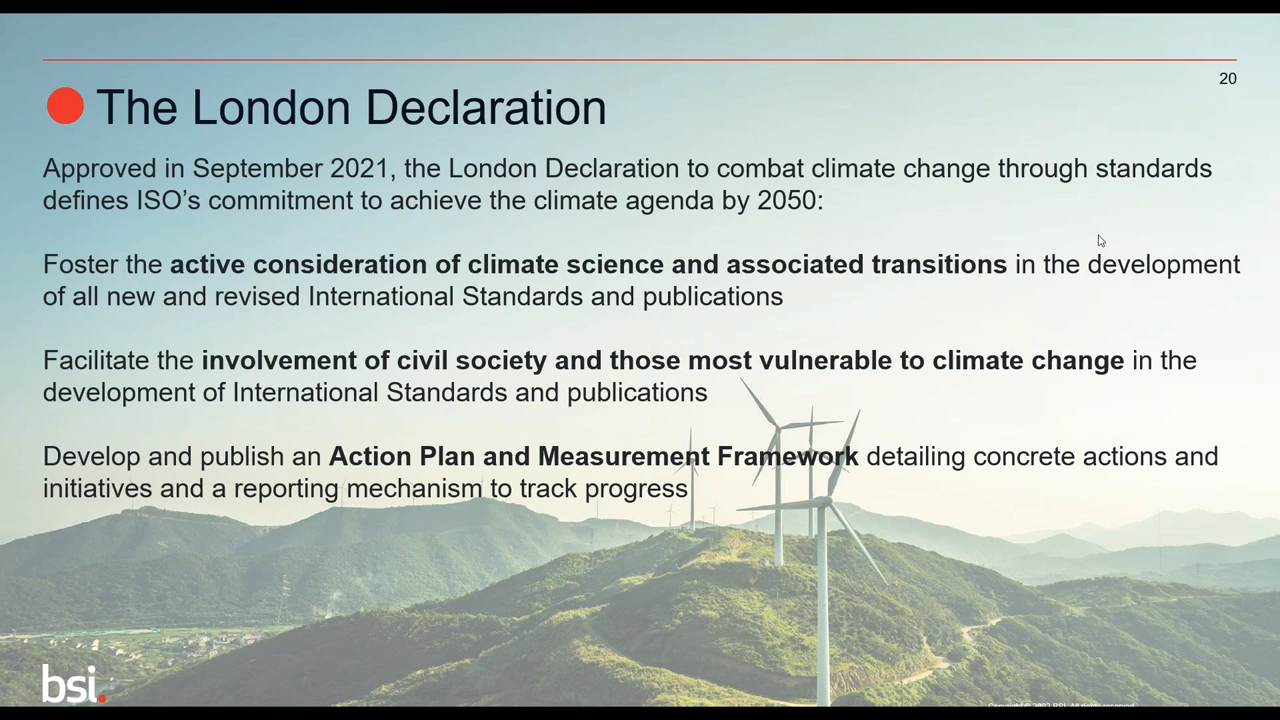 20
The London Declaration
Approved in September 2021, the London Declaration to combat climate change through standards
defines ISO’s commitment to achieve the climate agenda by 2050:
Foster the active consideration of climate science and associated transitions in the development
of all new and revised International Standards and publications
Facilitate the involvement of civil society and those most vulnerable to climate change in the
development of International Standards and publications
Develop and publish an Action Plan and Measurement Framework detailing concrete actions and
initiatives and a reporting mechanism to track progress
bsi.